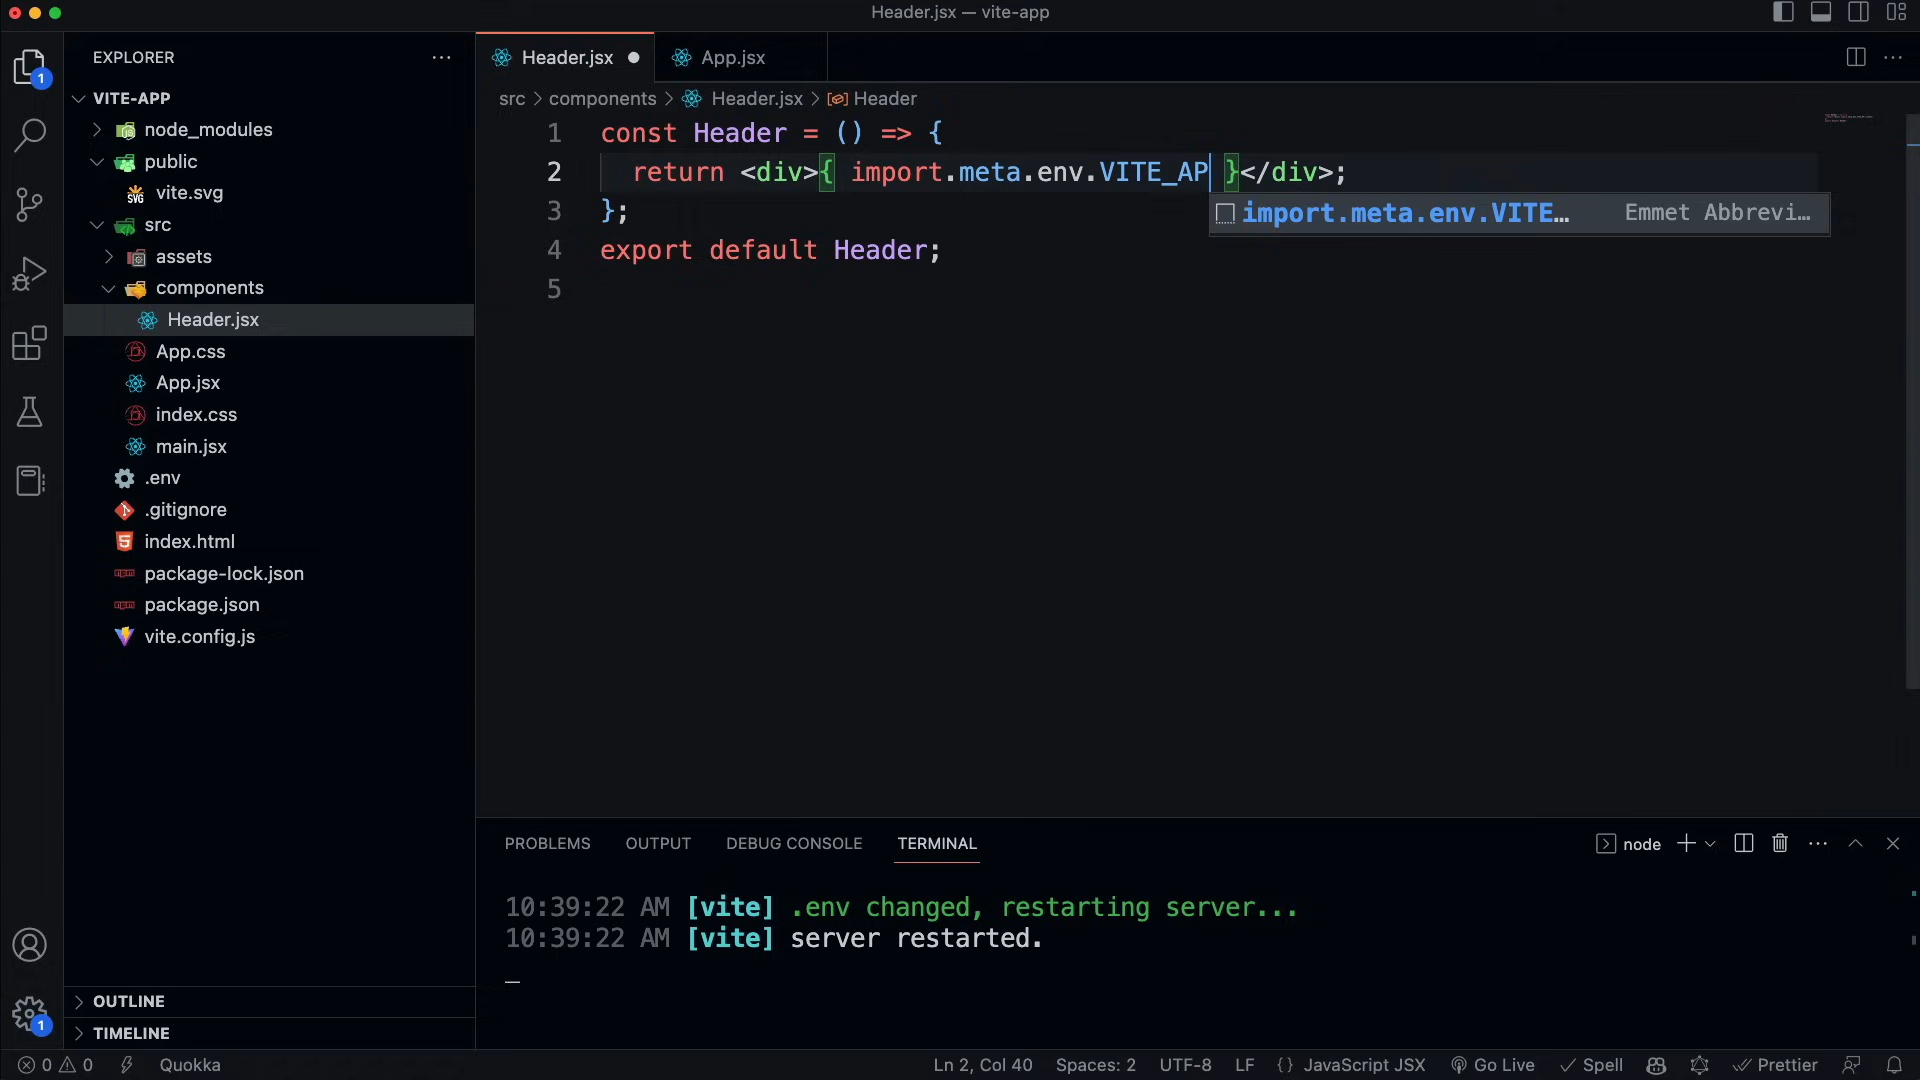 Header.jsx — vite-app
EXPLORER
VITE-APP
node_modules
public
vite.svg
src
assets
components
Header.jsx
App.css
App.jsx
index.css
main.jsx
.env
.gitignore
index.html
package-lock.json
package.json
vite.config.js
OUTLINE
TIMELINE
1
1
Header.jsx
App.jsx
src > components > Header.jsx > Header
1 const Header = () => {
2 return <div>{ import.meta.env.VITE_AP }</div>;
import.meta.env.VITE… Emmet Abbrevi…
3 };
4 export default Header;
5
PROBLEMS OUTPUT DEBUG CONSOLE TERMINAL
node
10:39:22 AM [vite] .env changed, restarting server...
10:39:22 AM [vite] server restarted.
0 0 Quokka Ln 2, Col 40 Spaces: 2 UTF-8 LF {} JavaScript JSX Go Live Spell Prettier